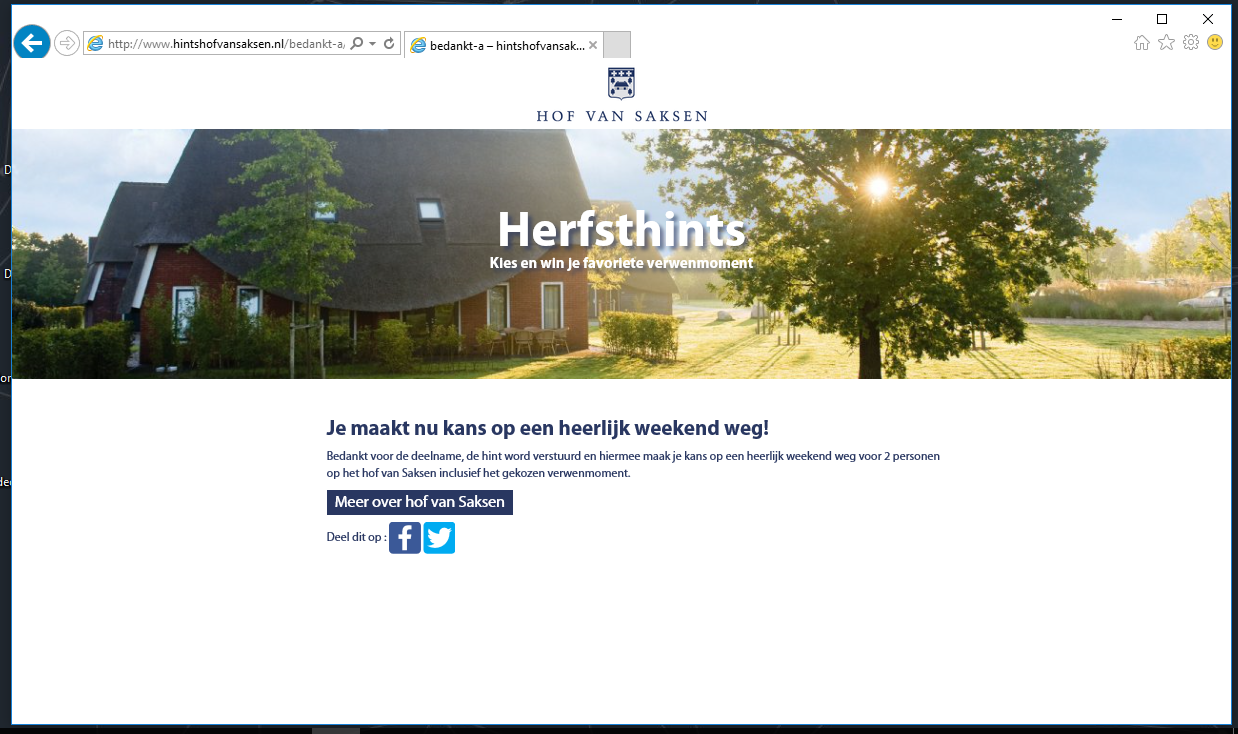 http://www.hintshofvansaksen.nl/bedankt-a/
bedankt-a – hintshofvansak...
HOF VAN SAKSEN
Herfsthints
Kies en win je favoriete verwenmoment
Je maakt nu kans op een heerlijk weekend weg!
Bedankt voor de deelname, de hint word verstuurd en hiermee maak je kans op een heerlijk weekend weg voor 2 personen
op het hof van Saksen inclusief het gekozen verwenmoment.
Meer over hof van Saksen
Deel dit op :